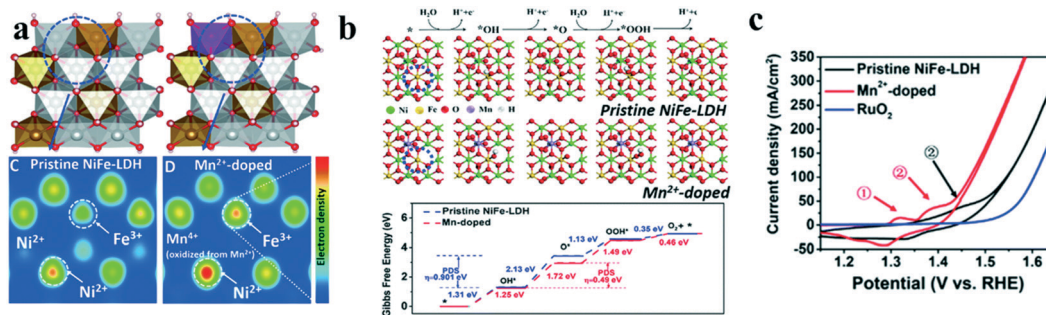 a
C Pristine NiFe-LDH
D Mn²⁺-doped
Ni²⁺
Fe³⁺
Ni²⁺
Mn⁴⁺
(oxidized from Mn²⁺)
Fe³⁺
Ni²⁺
Electron density
b
H₂O H⁺+e⁻ H⁺+e⁻ H₂O H⁺+e⁻ H⁺+e
* *OH *O *OOH *
Ni Fe O Mn H
Pristine NiFe-LDH
Mn²⁺-doped
Gibbs Free Energy (eV)
6
4
2
0
Pristine NiFe-LDH
Mn-doped
PDS
η=0.901 eV
*
1.31 eV
OH*
1.25 eV
2.13 eV
O*
1.72 eV
1.13 eV
PDS
η=0.49 eV
OOH*
1.49 eV
0.35 eV
O₂+ *
0.46 eV
c
Current density (mA/cm²)
350
300
250
200
150
100
50
0
50
Pristine NiFe-LDH
Mn²⁺-doped
RuO₂
①
②
②
1.2 1.3 1.4 1.5 1.6
Potential (V vs. RHE)